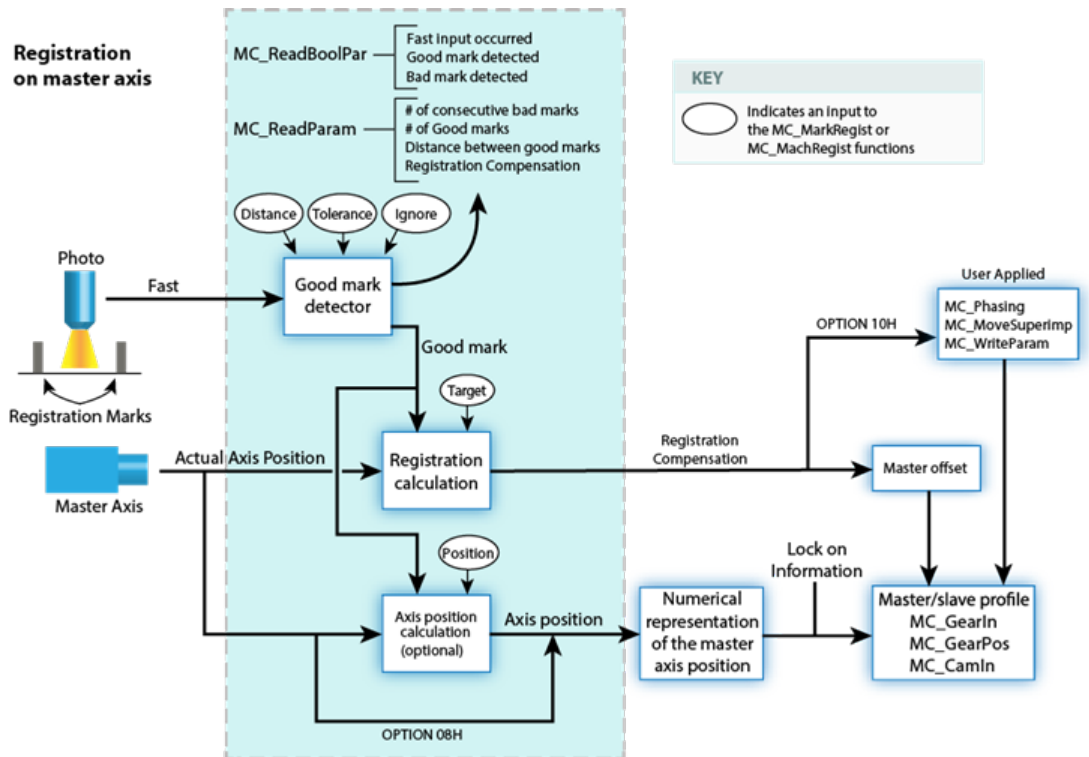 Registration
on master axis
MC_ReadBoolPar
Fast input occurred
Good mark detected
Bad mark detected
MC_ReadParam
# of consecutive bad marks
# of Good marks
Distance between good marks
Registration Compensation
KEY
Indicates an input to
the MC_MarkRegist or
MC_MachRegist functions
Distance
Tolerance
Ignore
Photo
Fast
Good mark
detector
Registration Marks
Good mark
Target
User Applied
MC_Phasing
MC_MoveSuperimp
MC_WriteParam
OPTION 10H
Actual Axis Position
Master Axis
Registration
calculation
Registration
Compensation
Master offset
Position
Lock on
Information
Axis position
calculation
(optional)
Axis position
Numerical
representation
of the master
axis position
Master/slave profile
MC_GearIn
MC_GearPos
MC_CamIn
OPTION 08H